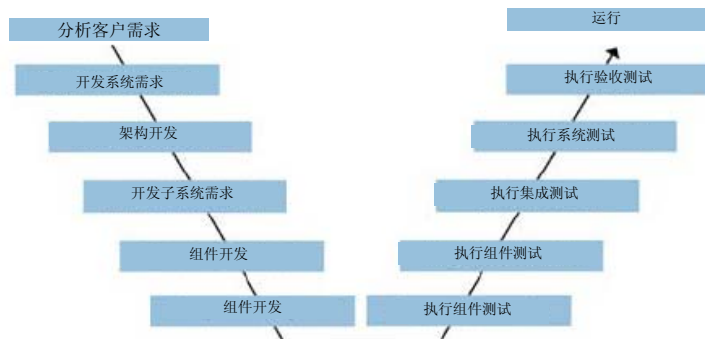 分析客户需求
运行
开发系统需求
执行验收测试
架构开发
执行系统测试
开发子系统需求
执行集成测试
组件开发
执行组件测试
组件开发
执行组件测试